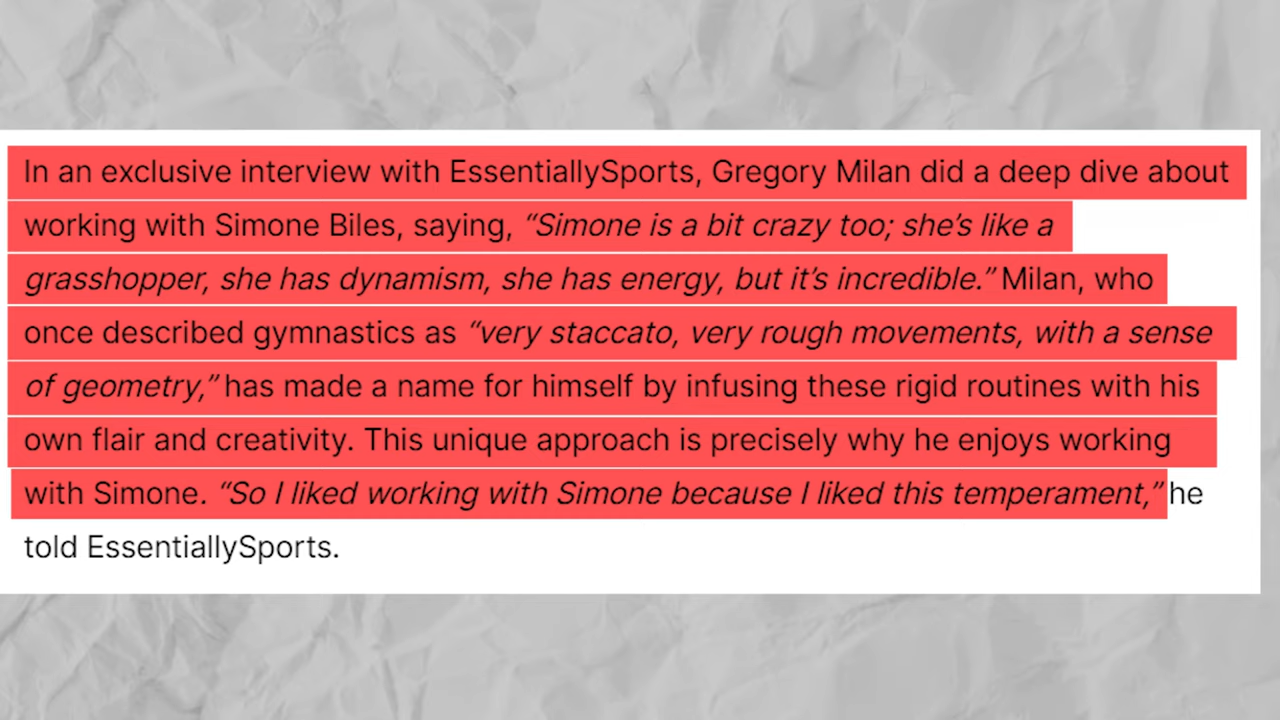 In an exclusive interview with EssentiallySports, Gregory Milan did a deep dive about
working with Simone Biles, saying, “Simone is a bit crazy too; she’s like a
grasshopper, she has dynamism, she has energy, but it’s incredible.” Milan, who
once described gymnastics as “very staccato, very rough movements, with a sense
of geometry,” has made a name for himself by infusing these rigid routines with his
own flair and creativity. This unique approach is precisely why he enjoys working
with Simone. “So I liked working with Simone because I liked this temperament,” he
told EssentiallySports.